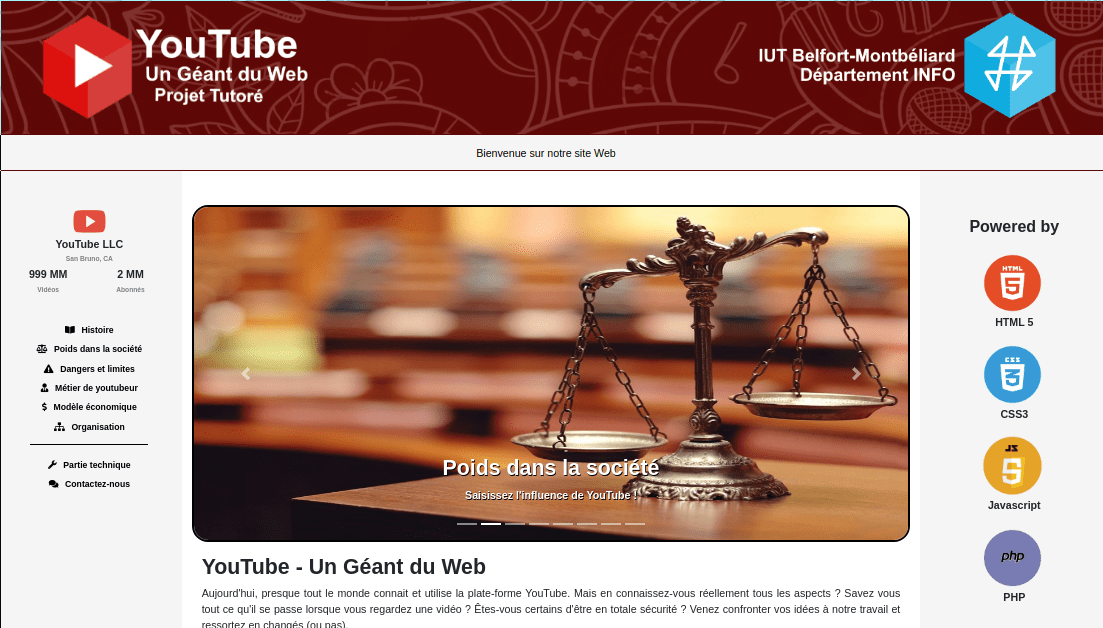 YouTube
Un Géant du Web
Projet Tutoré
IUT Belfort-Montbéliard
Département INFO
Bienvenue sur notre site Web
YouTube LLC
San Bruno, CA
999 MM
2 MM
Vidéos
Abonnés
Histoire
Poids dans la société
Dangers et limites
Métier de youtubeur
Modèle économique
Organisation
Partie technique
Contactez-nous
Poids dans la société
Saisissez l'influence de YouTube !
YouTube - Un Géant du Web
Aujourd'hui, presque tout le monde connait et utilise la plate-forme YouTube. Mais en connaissez-vous réellement tous les aspects ? Savez vous
tout ce qu'il se passe lorsque vous regardez une vidéo ? Êtes-vous certains d'être en totale sécurité ? Venez confronter vos idées à notre travail et
ressortez en changés (ou pas).
Powered by
HTML
5
HTML 5
CSS
3
CSS3
JS
5
Javascript
php
PHP